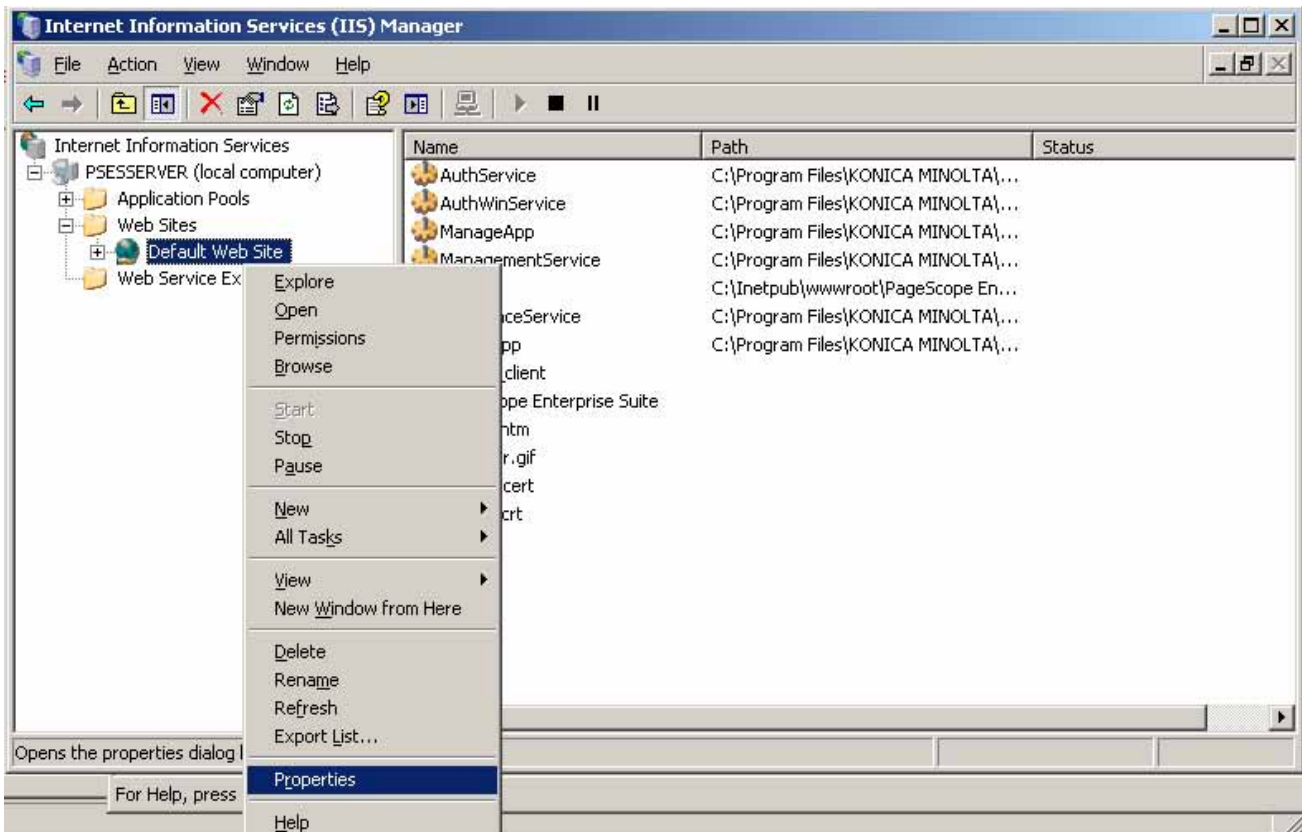 Internet Information Services (IIS) Manager
File Action View Window Help
Internet Information Services
PSESSERVER (local computer)
Application Pools
Web Sites
Default Web Site
Web Service Ex
Name Path Status
AuthService C:\Program Files\KONICA MINOLTA\...
AuthWinService C:\Program Files\KONICA MINOLTA\...
ManageApp C:\Program Files\KONICA MINOLTA\...
ManagementService C:\Program Files\KONICA MINOLTA\...
C:\Inetpub\wwwroot\PageScope En...
ceService C:\Program Files\KONICA MINOLTA\...
pp C:\Program Files\KONICA MINOLTA\...
_client
ope Enterprise Suite
htm
r.gif
cert
crt
Explore
Open
Permissions
Browse
Start
Stop
Pause
New
All Tasks
View
New Window from Here
Delete
Rename
Refresh
Export List...
Properties
Help
Opens the properties dialog
For Help, press